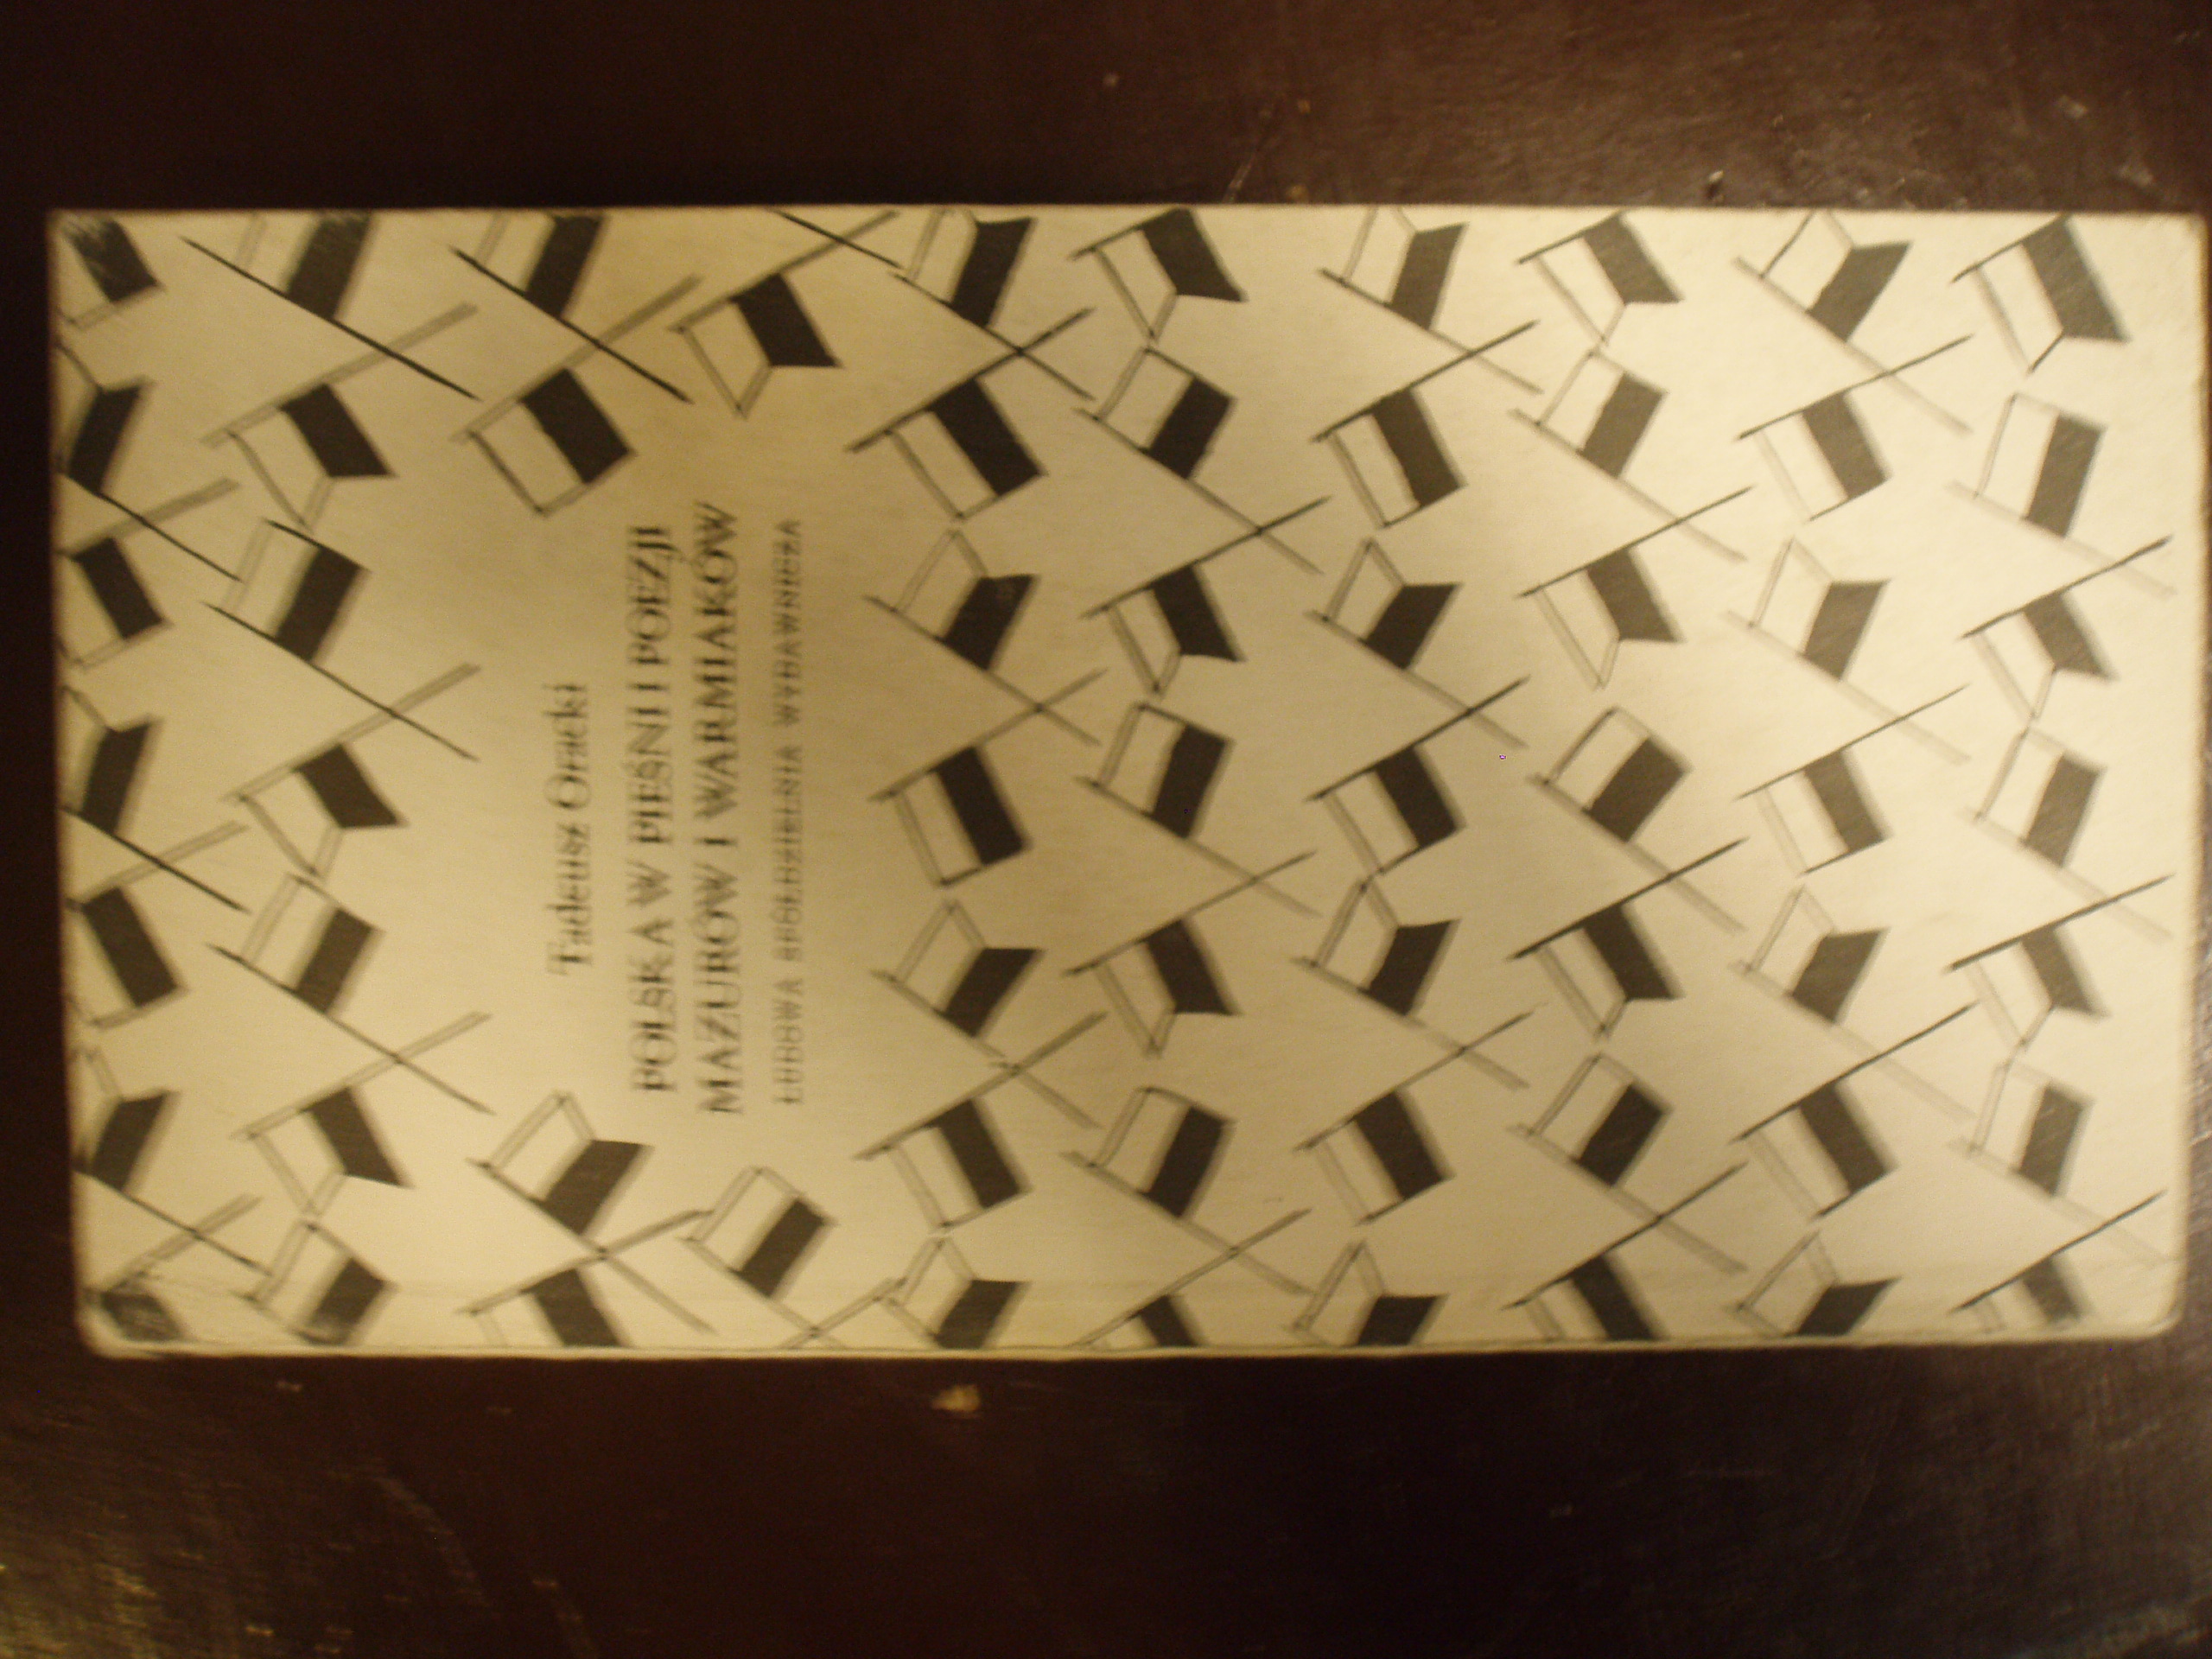 Tadeusz Oracki
POLSKA W PIEŚNI I POEZJI
MAZURÓW I WARMIAKÓW
LUDOWA SPÓŁDZIELNIA WYDAWNICZA